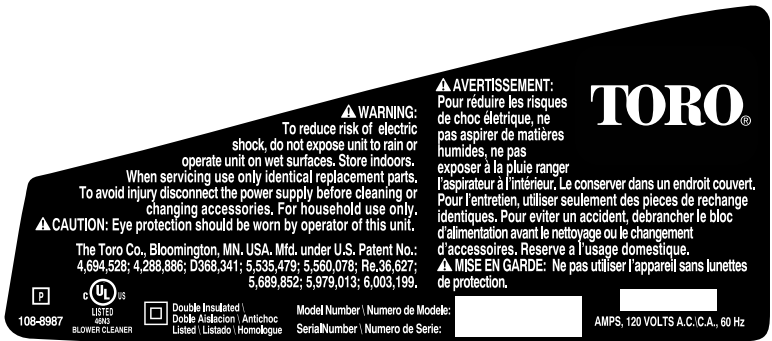 ⚠ WARNING:
To reduce risk of electric
shock, do not expose unit to rain or
operate unit on wet surfaces. Store indoors.
When servicing use only identical replacement parts.
To avoid injury disconnect the power supply before cleaning or
changing accessories. For household use only.
⚠ CAUTION: Eye protection should be worn by operator of this unit.
The Toro Co., Bloomington, MN. USA. Mfd. under U.S. Patent No.:
4,694,528; 4,288,886; D368,341; 5,535,479; 5,560,078; Re,36,627;
5,689,852; 5,979,013; 6,003,199.
⚠ AVERTISSEMENT:
Pour réduire les risques
de choc életrique, ne
pas aspirer de matières
humides, ne pas
exposer à la pluie ranger
l'aspirateur à l'intérieur. Le conserver dans un endroit couvert.
Pour l'entretien, utiliser seulement des pieces de rechange
identiques. Pour eviter un accident, debrancher le bloc
d'alimentation avant le nettoyage ou le changement
d'accessoires. Reserve a l'usage domestique.
⚠ MISE EN GARDE: Ne pas utiliser l'appareil sans lunettes
de protection.
TORO®
P
108-8987
C UL US
LISTED
46N3
BLOWER CLEANER
Double Insulated \
Doble Aislacion \ Antichoc
Listed \ Listado \ Homologue
Model Number \ Numero de Modele:
SerialNumber \ Numero de Serie:
AMPS, 120 VOLTS A.C.\C.A., 60 Hz